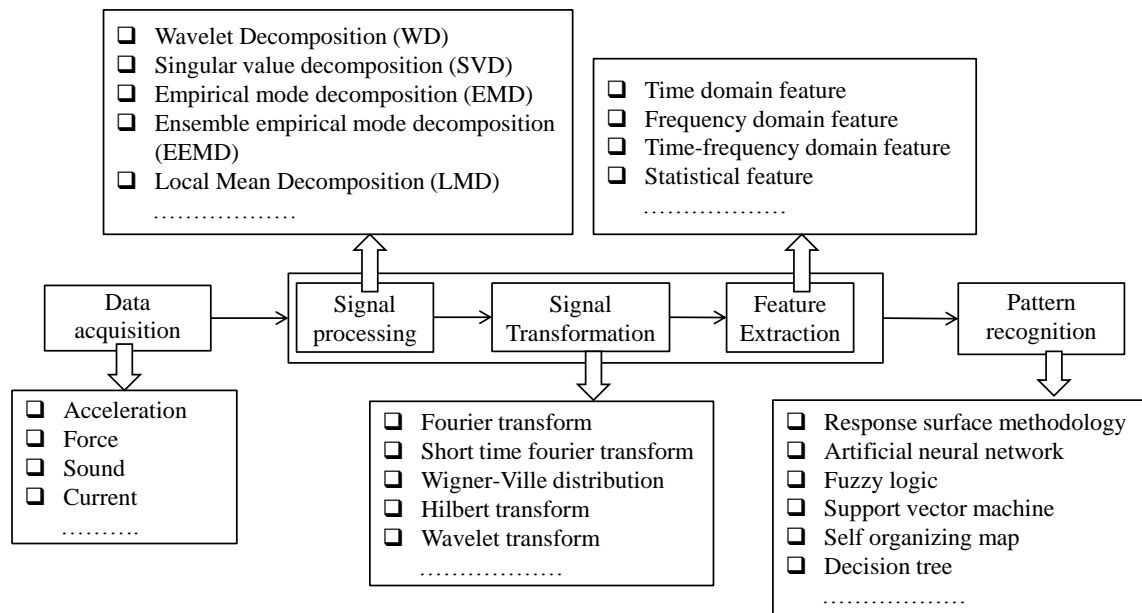 ❑ Wavelet Decomposition (WD)
❑ Singular value decomposition (SVD)
❑ Empirical mode decomposition (EMD)
❑ Ensemble empirical mode decomposition
(EEMD)
❑ Local Mean Decomposition (LMD)
………………
❑ Time domain feature
❑ Frequency domain feature
❑ Time-frequency domain feature
❑ Statistical feature
………………
Data
acquisition
Signal
processing
Signal
Transformation
Feature
Extraction
Pattern
recognition
❑ Acceleration
❑ Force
❑ Sound
❑ Current
……….
❑ Fourier transform
❑ Short time fourier transform
❑ Wigner-Ville distribution
❑ Hilbert transform
❑ Wavelet transform
………………
❑ Response surface methodology
❑ Artificial neural network
❑ Fuzzy logic
❑ Support vector machine
❑ Self organizing map
❑ Decision tree
………………